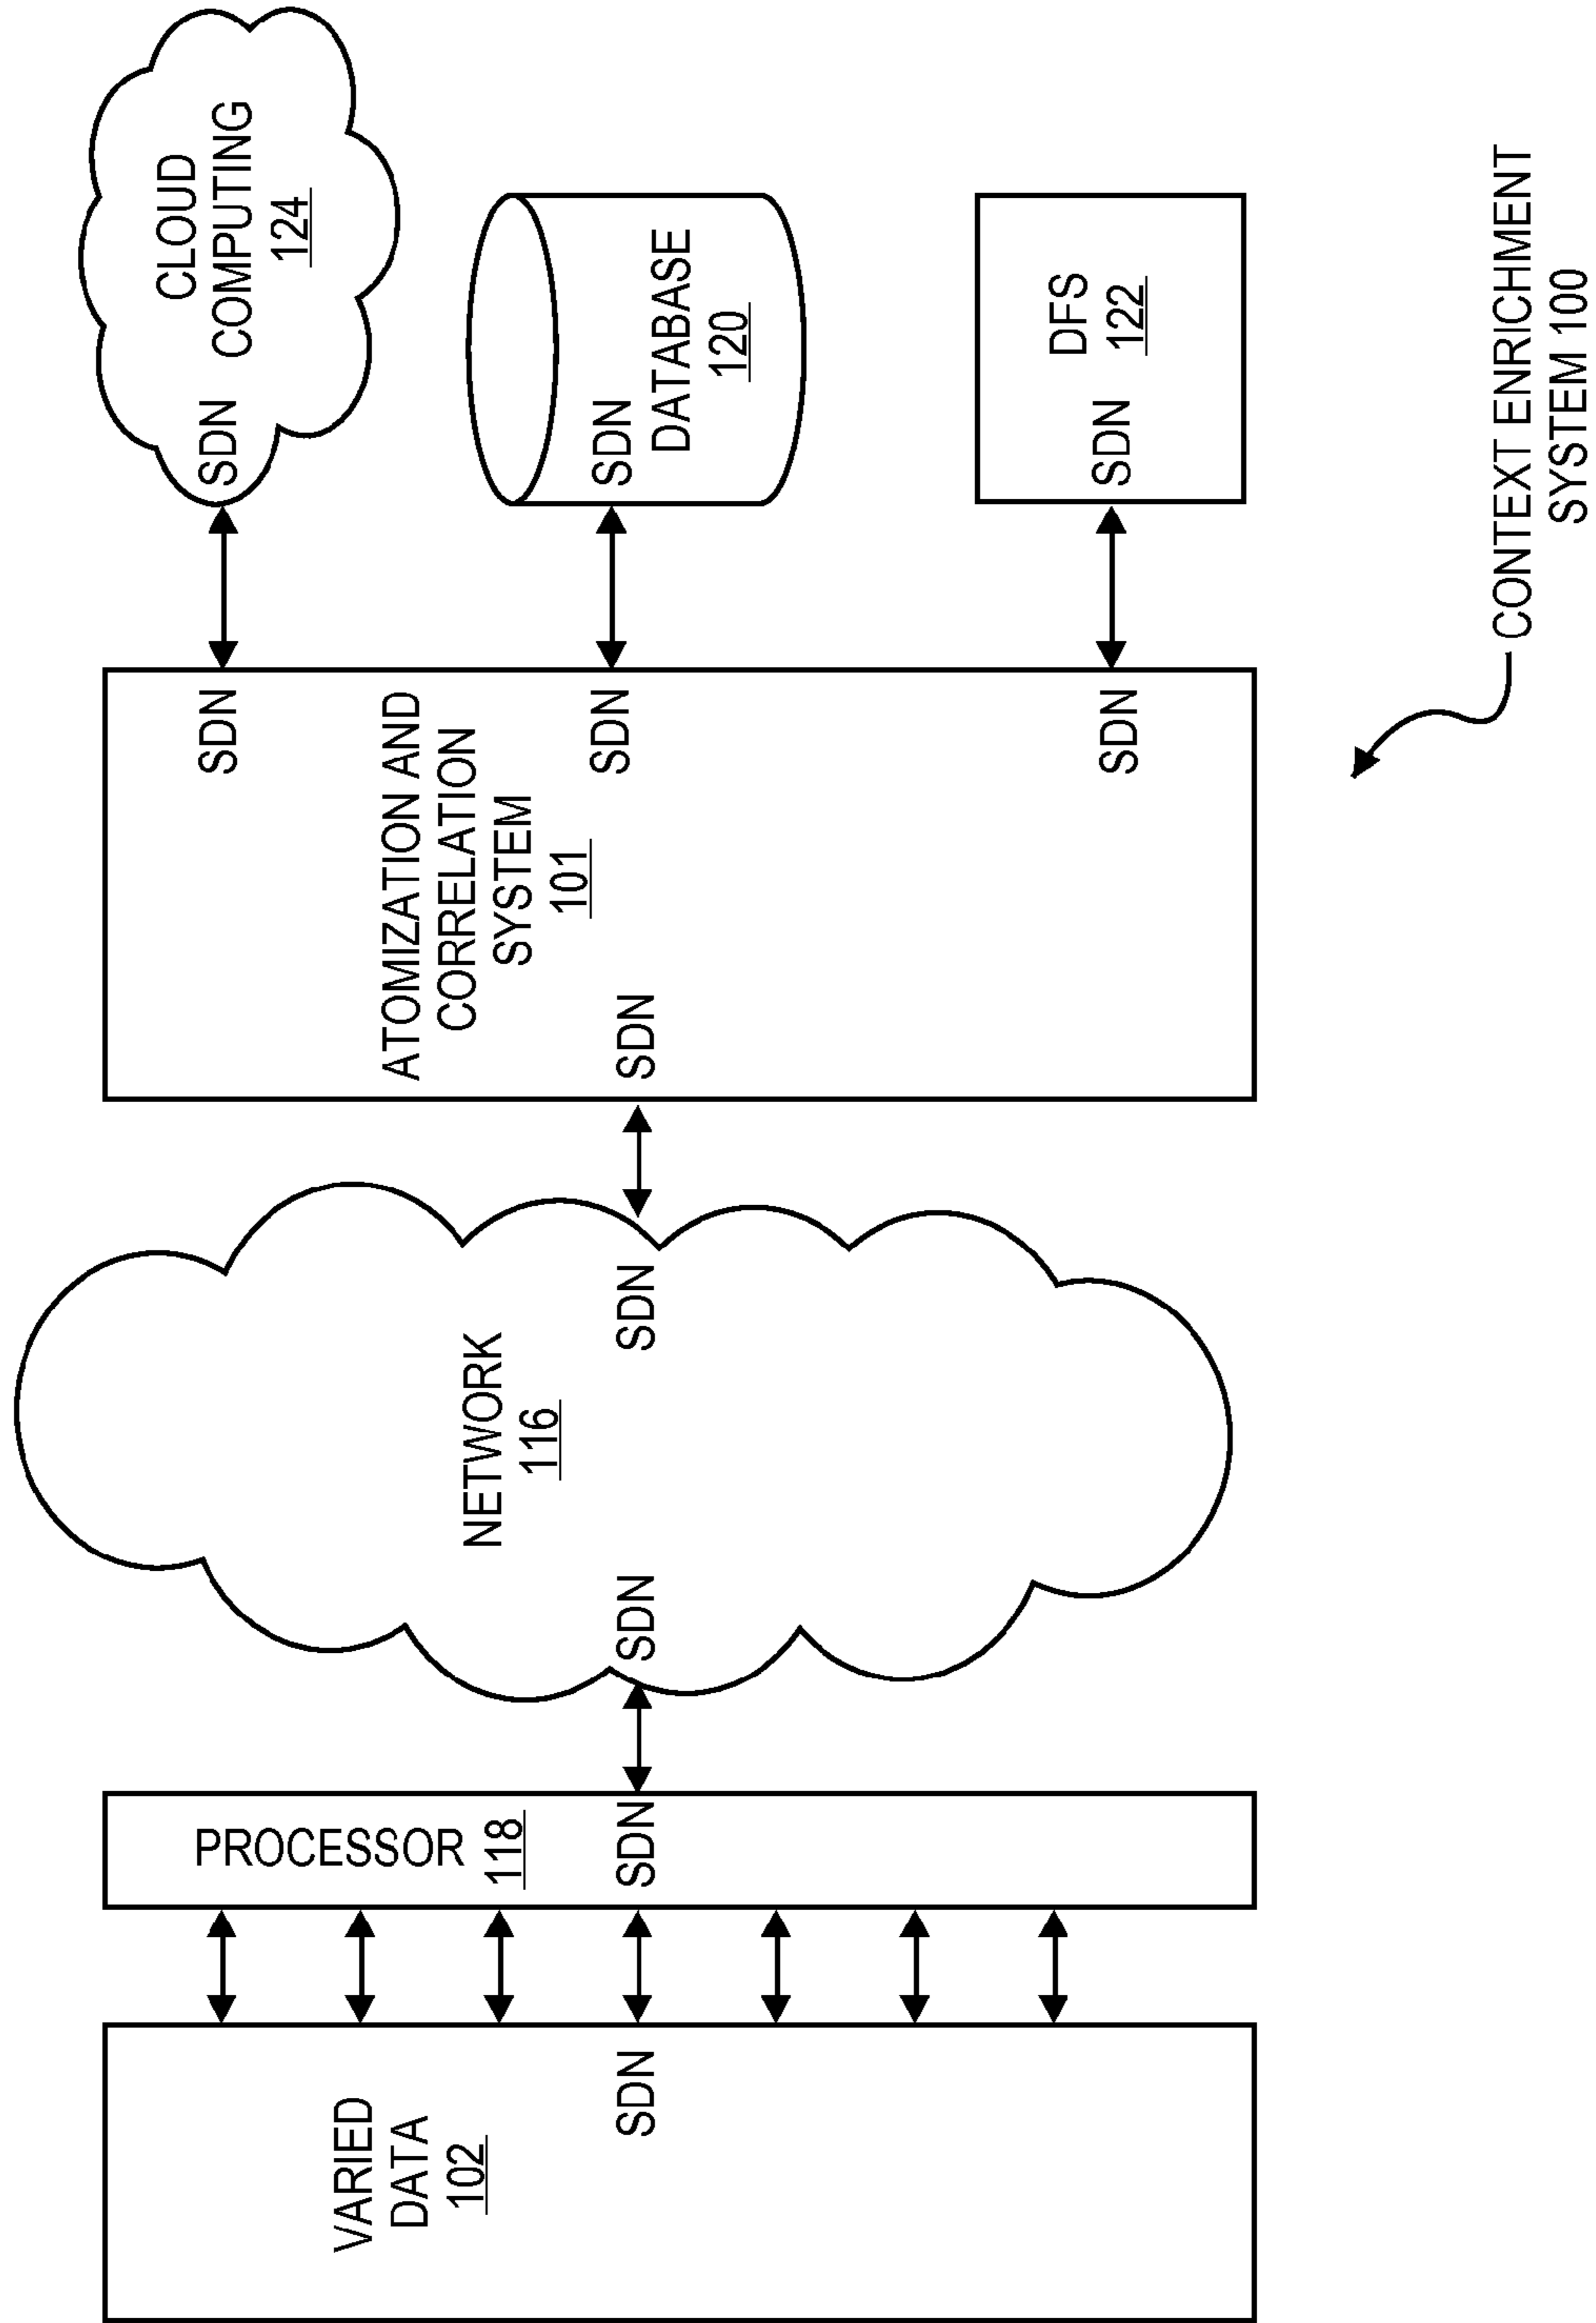 VARIED
DATA
102
SDN
PROCESSOR 118
SDN
NETWORK
116
SDN
SDN
ATOMIZATION AND
CORRELATION
SYSTEM
101
SDN
SDN
SDN
SDN
CLOUD
SDN COMPUTING
124
SDN
DATABASE
120
DFS
SDN 122
CONTEXT ENRICHMENT
SYSTEM 100